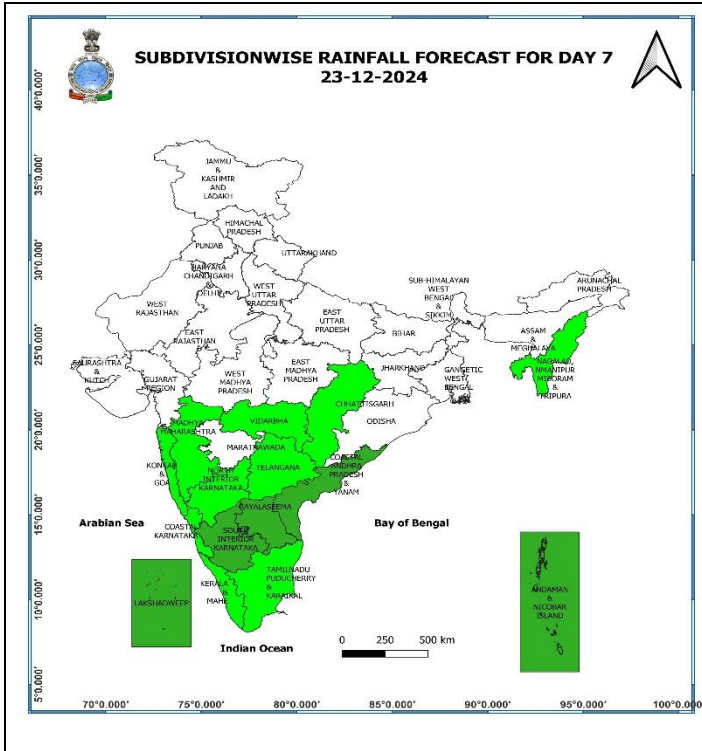 SUBDIVISIONWISE RAINFALL FORECAST FOR DAY 7
23-12-2024
40°0.000'
35°0.000'
30°0.000'
25°0.000'
20°0.000'
15°0.000'
10°0.000'
5°0.000'
JAMMU
&
KASHMIR
AND
LADAKH
HIMACHAL
PRADESH
PUNJAB
UTTARAKHAND
HARYANA
CHANDIGARH
&
DELHI
WEST
UTTAR
PRADESH
WEST
RAJASTHAN
EAST
RAJASTHAN
EAST
UTTAR
PRADESH
SUB-HIMALAYAN
WEST
BENGAL
&
SIKKIM
ARUNACHAL
PRADESH
BIHAR
ASSAM
&
MEGHALAYA
NAGALAD,
NMANIPUR
MIZORAM
&
TRIPURA
SAURASHTRA
&
KUTCH
GUJARAT
REGION
WEST
MADHYA
PRADESH
EAST
MADHYA
PRADESH
JHARKHAND
GANGETIC
WEST
BENGAL
CHHATTISGARH
ODISHA
MADHYA
MAHARASHTRA
VIDARBHA
MARATHAWADA
TELANGANA
KONKAN
&
GOA
NORTH
INTERIOR
KARNATAKA
COASTAL
ANDHRA
PRADESH
&
YANAM
RAYALASEEMA
COASTAL
KARNATAKA
SOUTH
INTERIOR
KARNATAKA
TAMILNADU
PUDUCHERRY
&
KARAIKAL
KERALA
&
MAHE
LAKSHADWEEP
ANDAMAN
&
NICOBAR
ISLAND
Arabian Sea
Bay of Bengal
Indian Ocean
0 250 500 km
70°0.000' 75°0.000' 80°0.000' 85°0.000' 90°0.000' 95°0.000' 100°0.000'